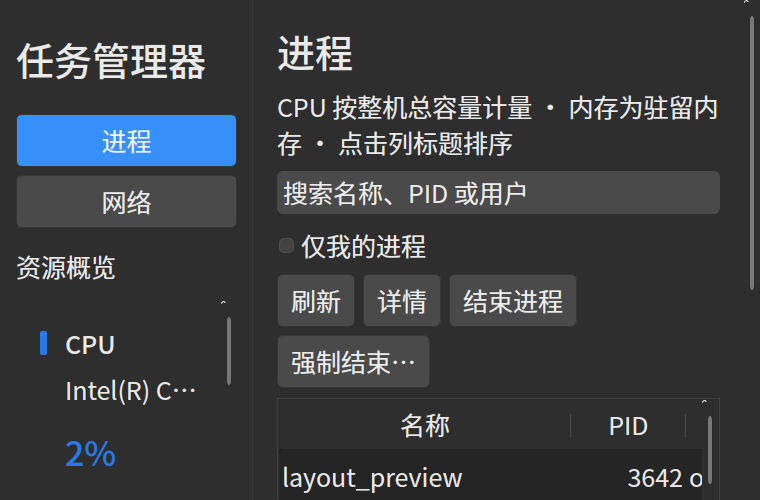 任务管理器
进程
网络
资源概览
CPU
Intel(R) C…
2%
进程
CPU 按整机总容量计量 • 内存为驻留内
存 • 点击列标题排序
搜索名称、PID 或用户
仅我的进程
刷新 详情 结束进程
强制结束…
名称 PID
layout_preview 3642 o